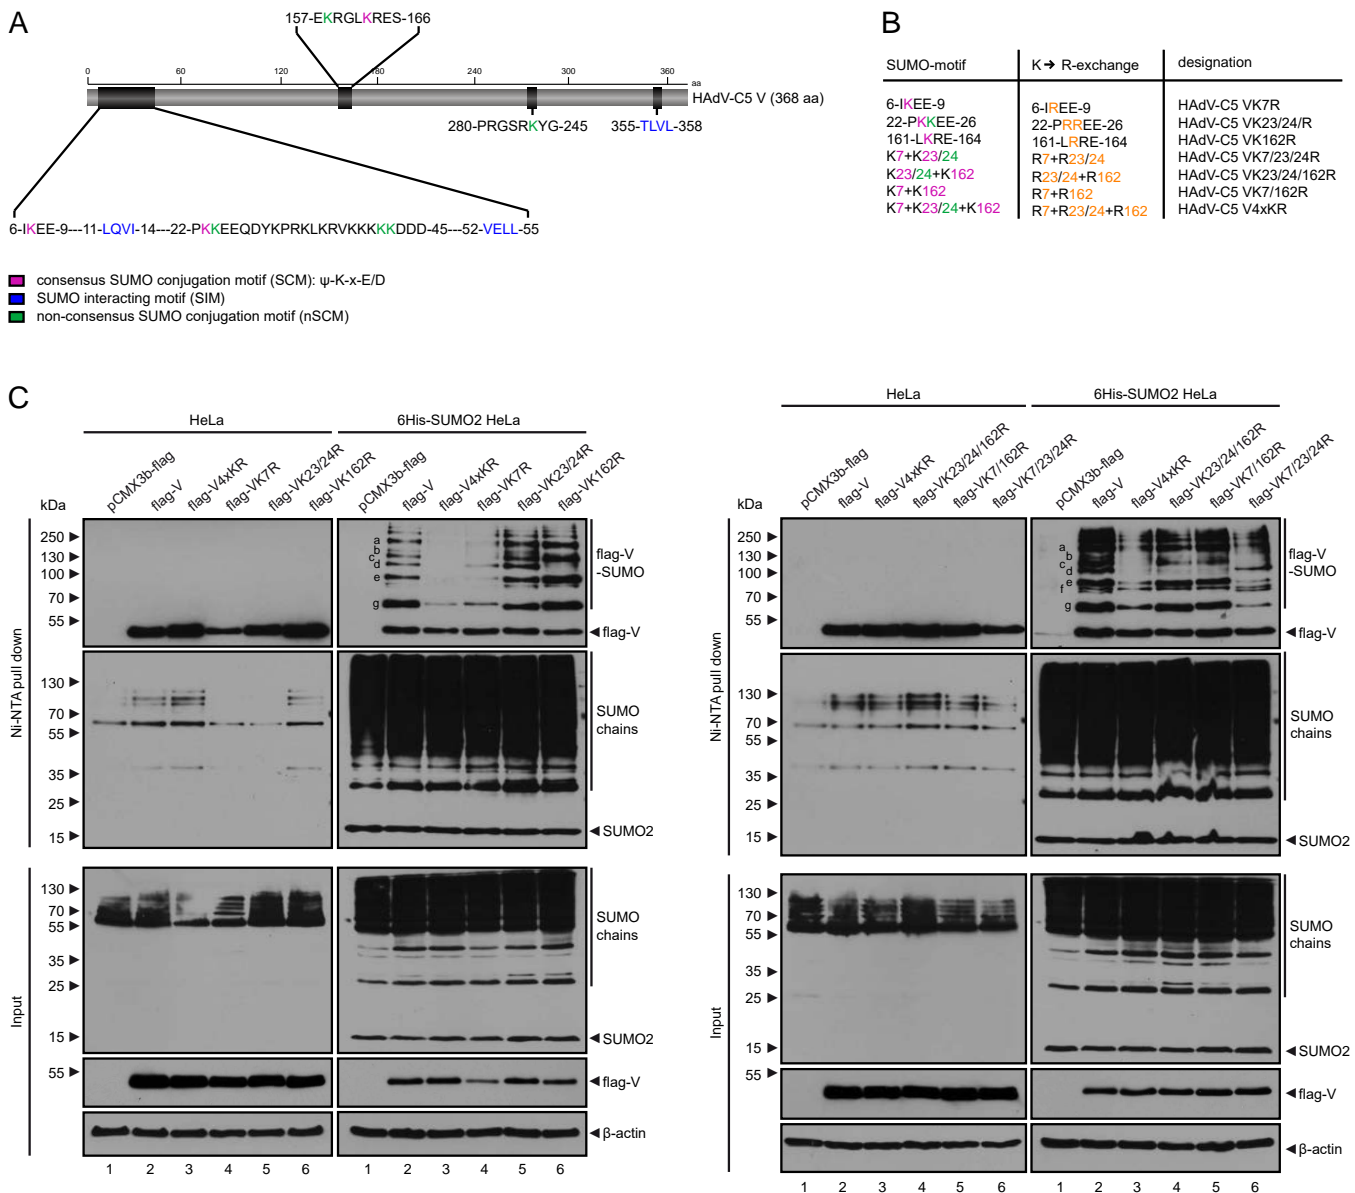 A
157-EKRGLKRES-166
0 60 120 180 240 300 360 aa
HAdV-C5 V (368 aa)
280-PRGSRKYG-245 355-TLVL-358
6-IKEE-9---11-LQVI-14---22-PKKEEQDYKPRKLKRVKKKKKDDD-45---52-VELL-55
consensus SUMO conjugation motif (SCM): ψ-K-x-E/D
SUMO interacting motif (SIM)
non-consensus SUMO conjugation motif (nSCM)
B
SUMO-motif K→ R-exchange designation
6-IKEE-9 6-IREE-9 HAdV-C5 VK7R
22-PKKEE-26 22-PRREE-26 HAdV-C5 VK23/24/R
161-LKRE-164 161-LRRE-164 HAdV-C5 VK162R
K7+K23/24 R7+R23/24 HAdV-C5 VK7/23/24R
K23/24+K162 R23/24+R162 HAdV-C5 VK23/24/162R
K7+K162 R7+R162 HAdV-C5 VK7/162R
K7+K23/24+K162 R7+R23/24+R162 HAdV-C5 V4xKR
C
HeLa 6His-SUMO2 HeLa
pCMX3b-flag flag-V flag-V4xKR flag-VK7R flag-VK23/24R flag-VK162R
pCMX3b-flag flag-V flag-V4xKR flag-VK7R flag-VK23/24R flag-VK162R
kDa
Ni-NTA pull down
250
130
100
70
55
a
b
c
d
e
g
flag-V
-SUMO
flag-V
130
70
55
35
25
15
SUMO
chains
SUMO2
Input
130
70
55
35
25
15
SUMO
chains
SUMO2
55
flag-V
β-actin
1 2 3 4 5 6 1 2 3 4 5 6
HeLa 6His-SUMO2 HeLa
pCMX3b-flag flag-V flag-V4xKR flag-VK23/24/162R flag-VK7/162R flag-VK7/23/24R
pCMX3b-flag flag-V flag-V4xKR flag-VK23/24/162R flag-VK7/162R flag-VK7/23/24R
kDa
Ni-NTA pull down
250
130
100
70
55
a
b
c
d
e
f
g
flag-V
-SUMO
flag-V
130
70
55
35
25
15
SUMO
chains
SUMO2
Input
130
70
55
35
25
15
SUMO
chains
SUMO2
55
flag-V
β-actin
1 2 3 4 5 6 1 2 3 4 5 6